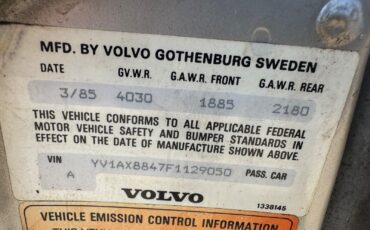 MFD. BY VOLVO GOTHENBURG SWEDEN
DATE G.V.W.R. G.A.W.R. FRONT G.A.W.R. REAR
3/85 4030 1885 2180
THIS VEHICLE CONFORMS TO ALL APPLICABLE FEDERAL
MOTOR VEHICLE SAFETY AND BUMPER STANDARDS IN
EFFECT ON THE DATE OF MANUFACTURE SHOWN ABOVE.
VIN YV1AX8847F1129050 PASS. CAR
A
VOLVO
1338145
VEHICLE EMISSION CONTROL INFORMATION